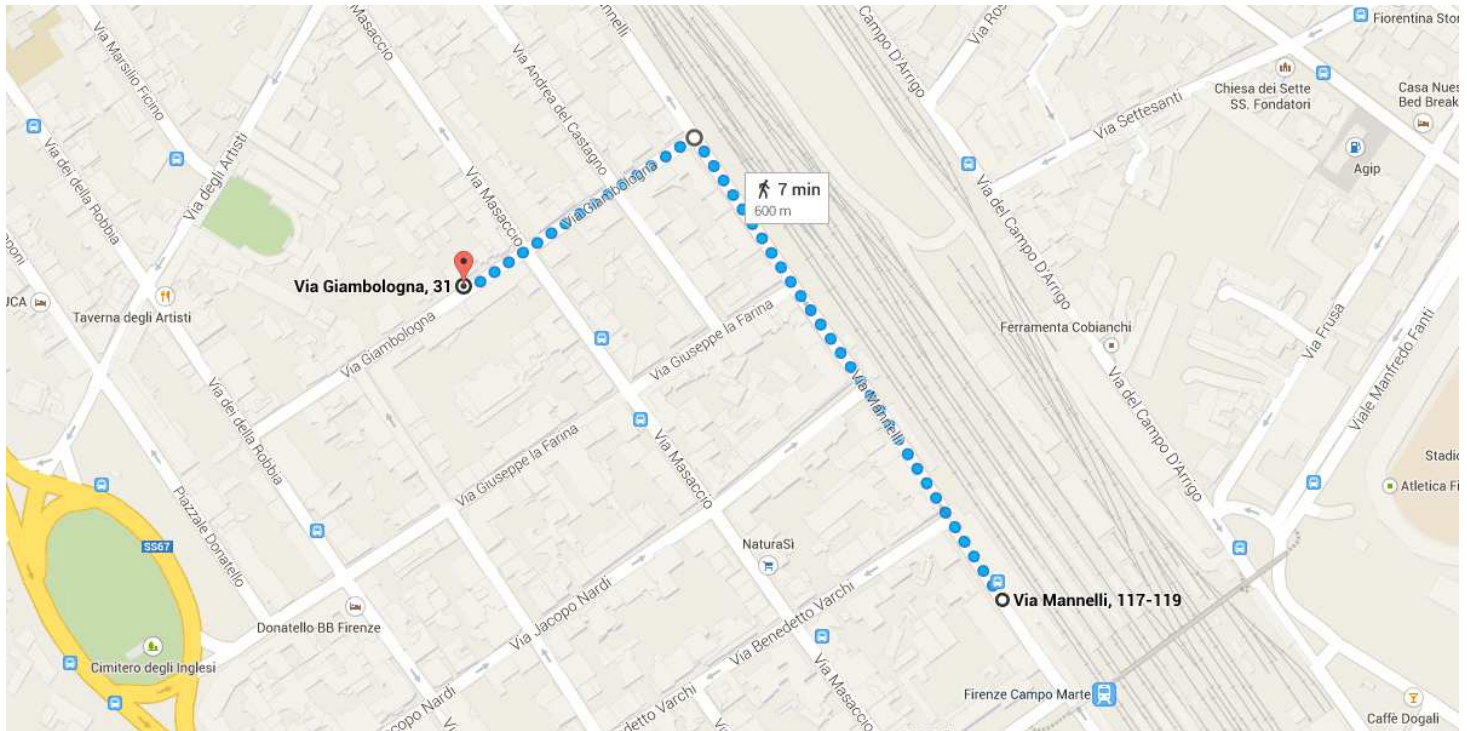 Masaccio
nnelli
Via Ros
Fiorentina Stor
Via Marsilio Ficino
Via Andrea del Castagno
Campo D'Arrigo
Chiesa dei Sette
SS. Fondatori
Casa Nues
Bed Break
Via Settesanti
Agip
Via dei della Robbia
Via degli Artisti
Via Masaccio
Via Giambologna
7 min
600 m
Via del Campo D'Arrigo
Via Giambologna, 31
UCA
Taverna degli Artisti
Via Giambologna
Via Giuseppe la Farina
Ferramenta Cobianchi
Via Frusa
Viale Manfredo Fanti
Via dei della Robbia
Via Mannelli
Via del Campo D'Arrigo
Via Giuseppe la Farina
Via Masaccio
Stadio
Atletica Fi
Piazzale Donatello
SS67
NaturaSì
Via Mannelli, 117-119
Donatello BB Firenze
Via Jacopo Nardi
Via Benedetto Varchi
Cimitero degli Inglesi
Via Masaccio
Firenze Campo Marte
Jacopo Nardi
edetto Varchi
Caffè Dogali